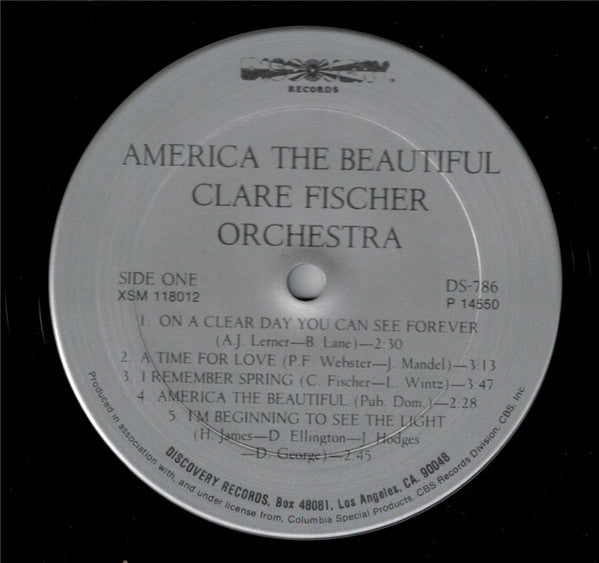 DISCOVERY
RECORDS
AMERICA THE BEAUTIFUL
CLARE FISCHER
ORCHESTRA
SIDE ONE
XSM 118012
DS-786
P 14550
1. ON A CLEAR DAY YOU CAN SEE FOREVER
(A.J. Lerner—B. Lane)—2:30
2. A TIME FOR LOVE (P.F. Webster—J. Mandel)—3:13
3. I REMEMBER SPRING (C. Fischer—L. Wintz)—3:47
4. AMERICA THE BEAUTIFUL (Pub. Dom.)—2:28
5. I'M BEGINNING TO SEE THE LIGHT
(H. James—D. Ellington—J. Hodges
—D. George)—2:45
DISCOVERY RECORDS, Box 48081, Los Angeles, CA. 90048
Produced in association with, and under license from, Columbia Special Products, CBS Records Division, CBS, Inc.